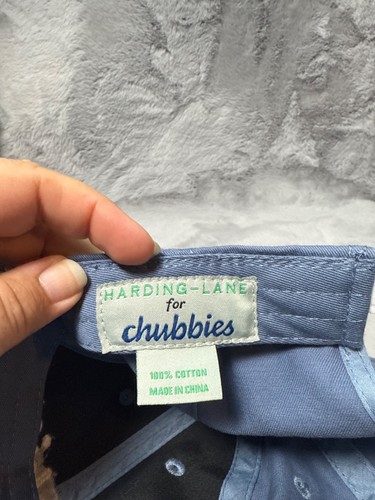 HARDING-LANE
for
chubbies
100% COTTON
MADE IN CHINA